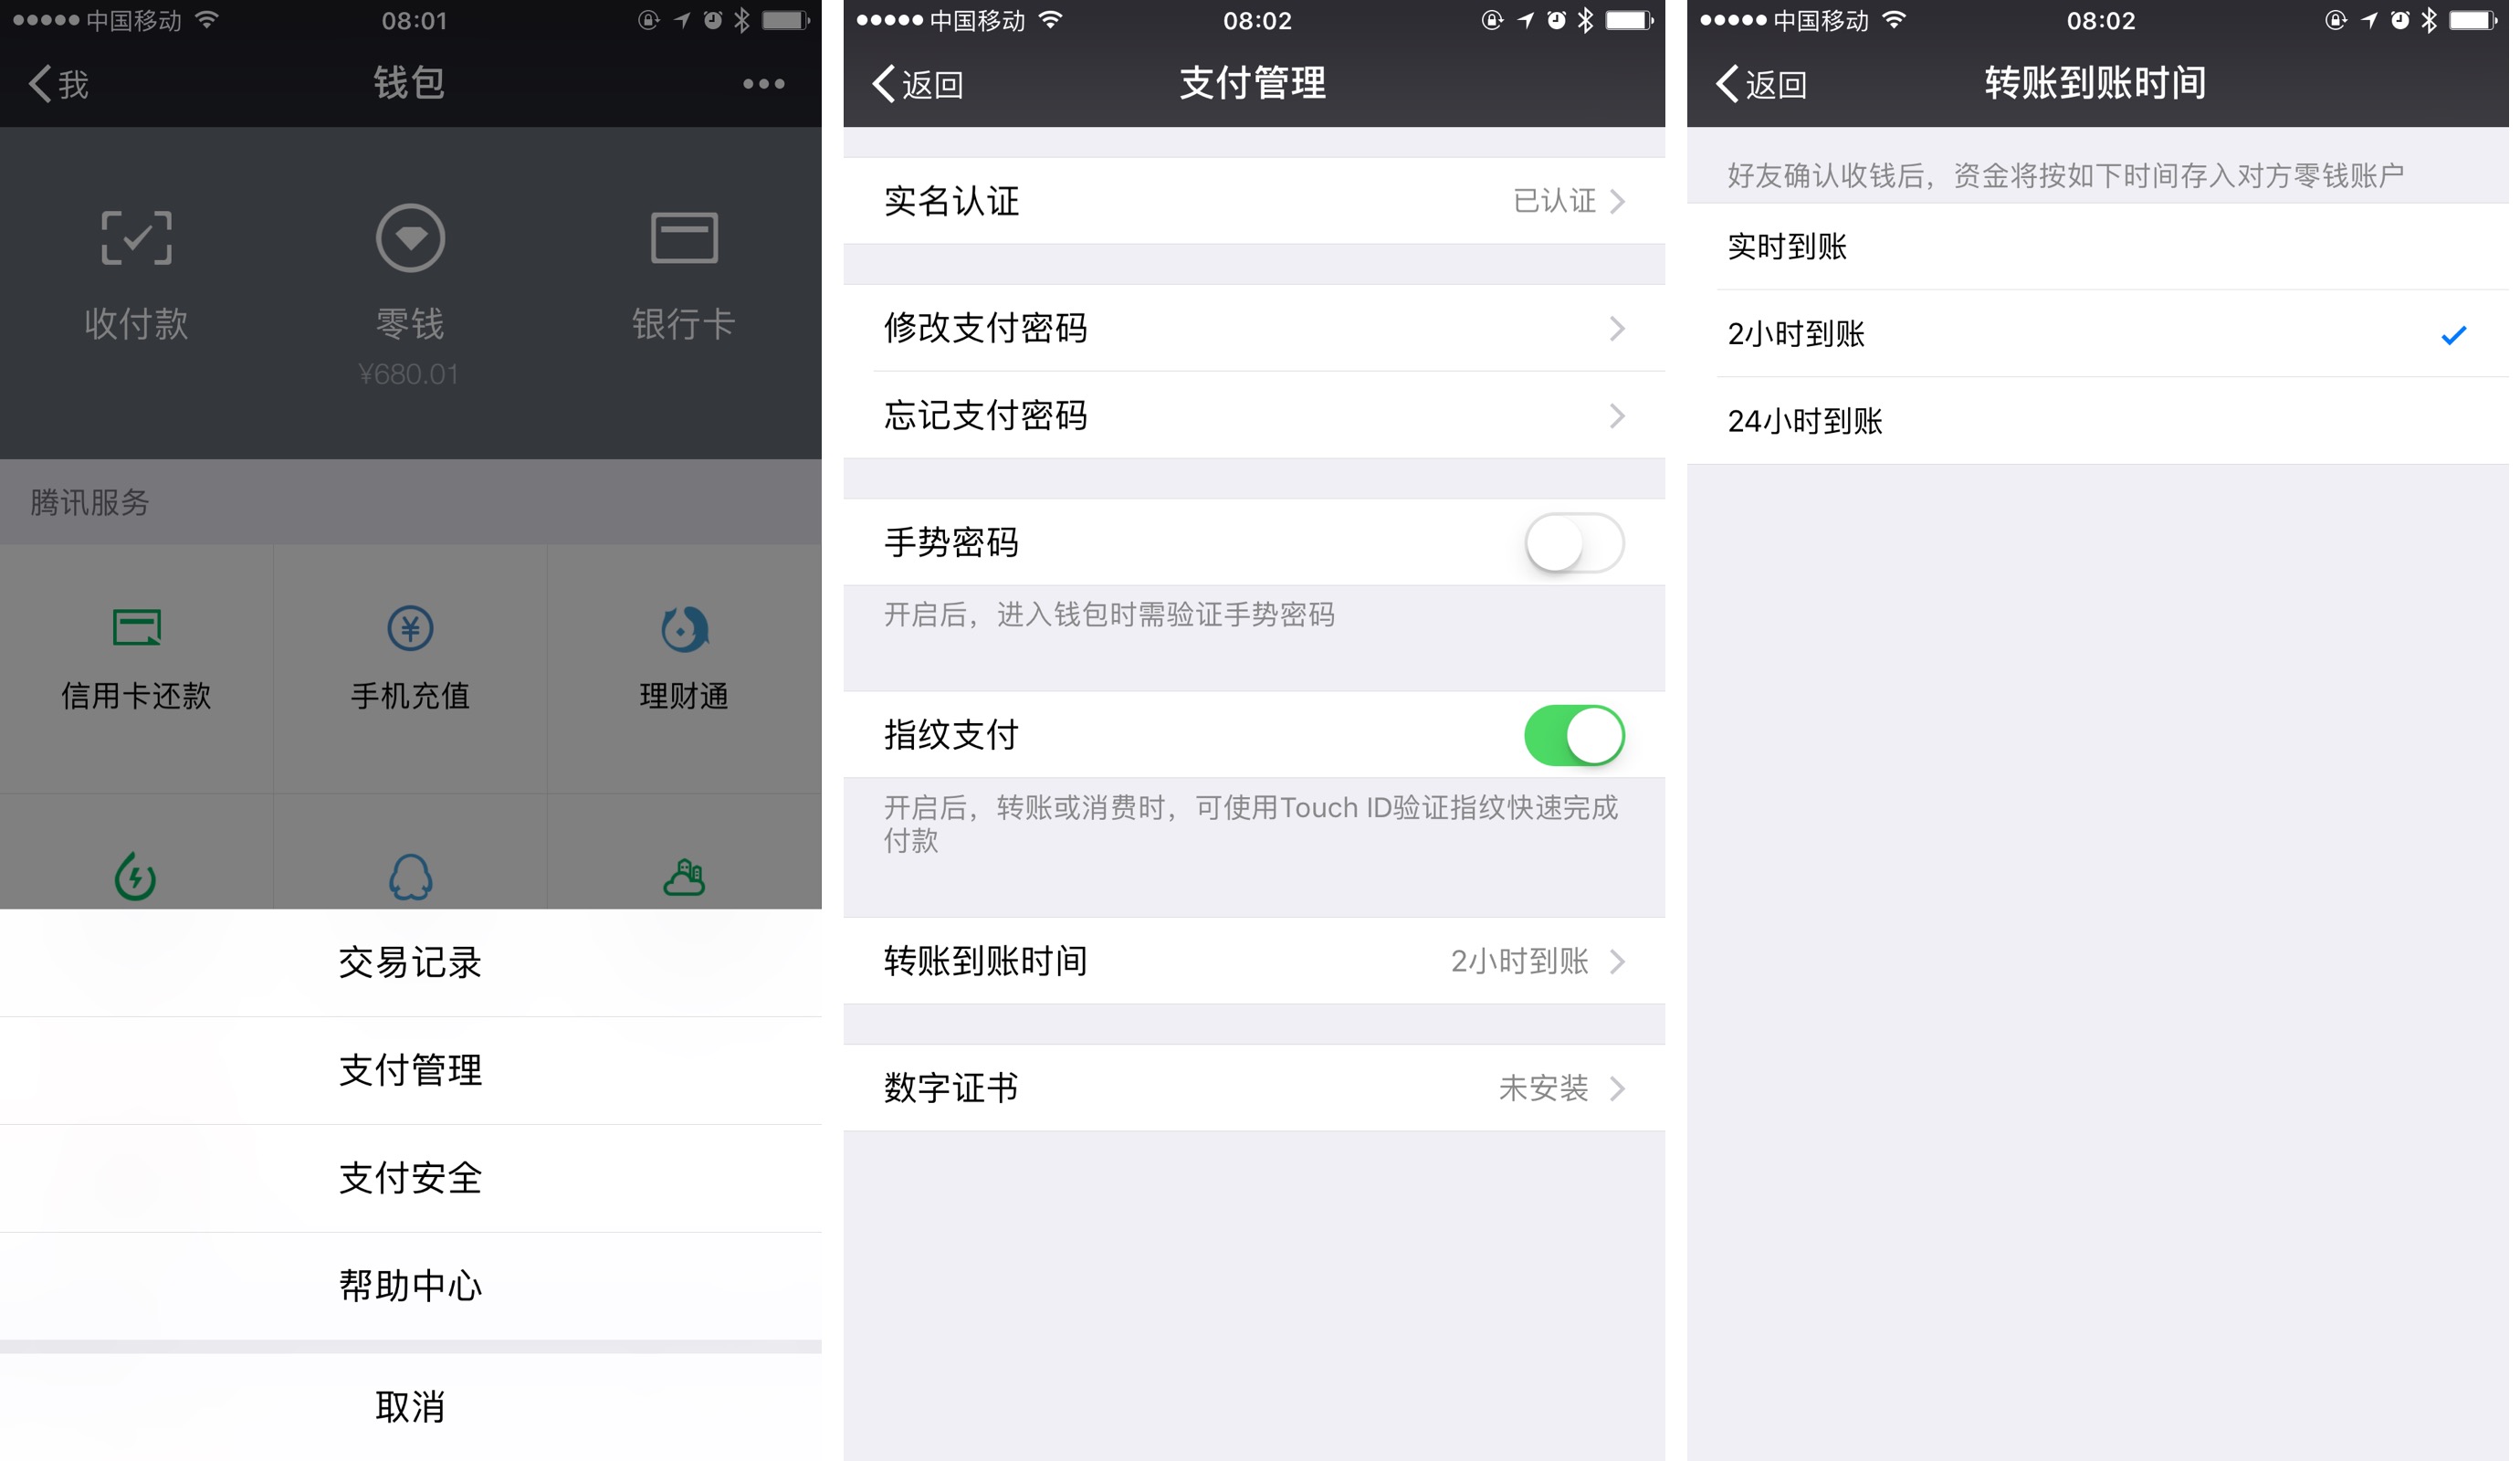 中国移动
08:01
我
钱包
收付款
零钱
银行卡
¥680.01
腾讯服务
信用卡还款
手机充值
理财通
交易记录
支付管理
支付安全
帮助中心
取消
中国移动
08:02
返回
支付管理
实名认证
已认证
修改支付密码
忘记支付密码
手势密码
开启后，进入钱包时需验证手势密码
指纹支付
开启后，转账或消费时，可使用Touch ID验证指纹快速完成
付款
转账到账时间
2小时到账
数字证书
未安装
中国移动
08:02
返回
转账到账时间
好友确认收钱后，资金将按如下时间存入对方零钱账户
实时到账
2小时到账
24小时到账